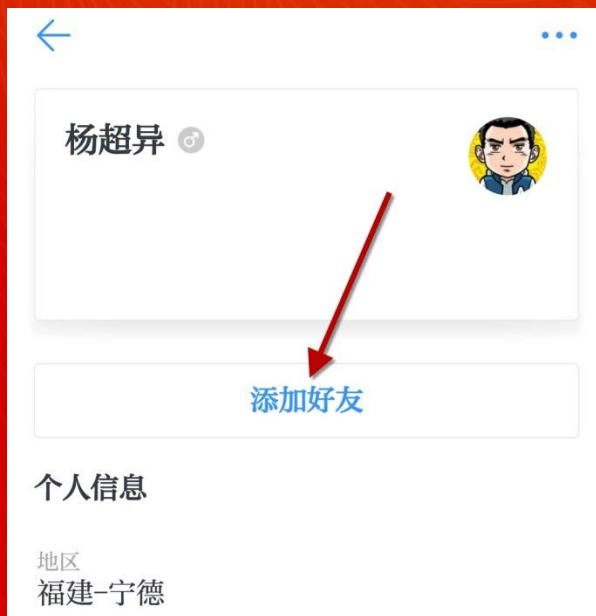 杨超异
添加好友
个人信息
地区
福建-宁德